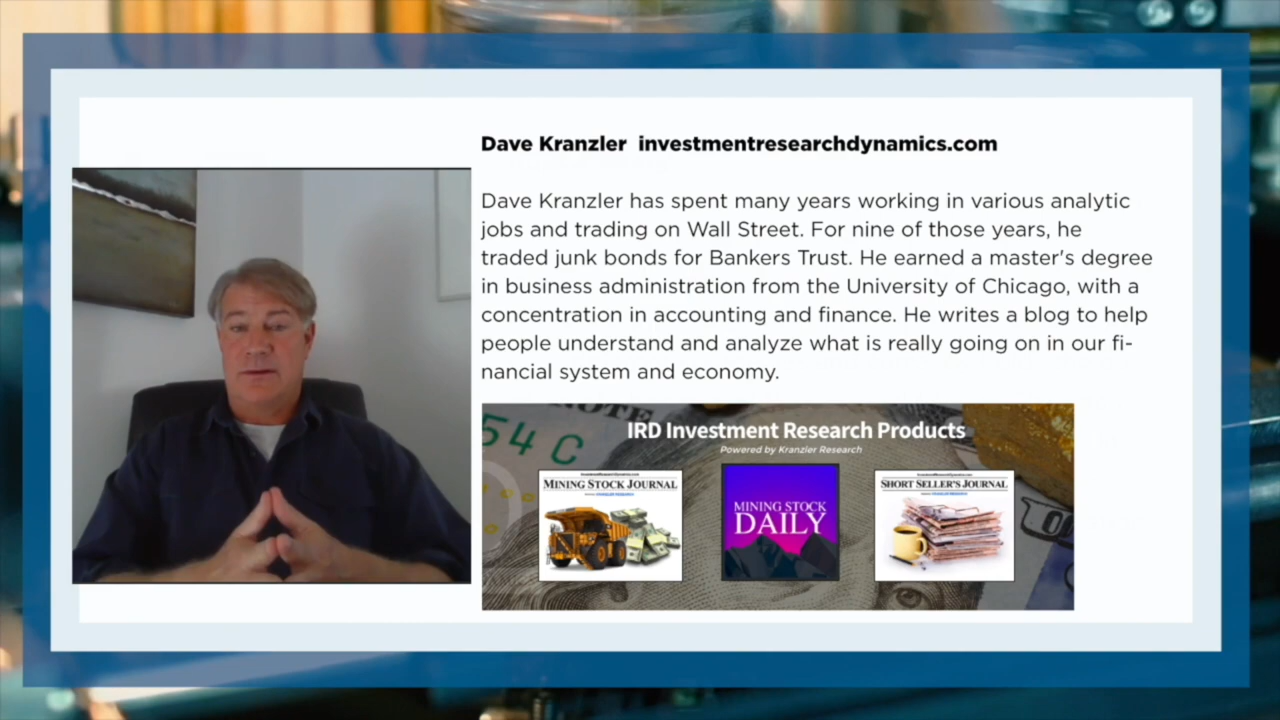 Dave Kranzler investmentresearchdynamics.com
Dave Kranzler has spent many years working in various analytic
jobs and trading on Wall Street. For nine of those years, he
traded junk bonds for Bankers Trust. He earned a master's degree
in business administration from the University of Chicago, with a
concentration in accounting and finance. He writes a blog to help
people understand and analyze what is really going on in our fi-
nancial system and economy.
54 C
NOTE
IRD Investment Research Products
Powered by Kranzler Research
MINING STOCK JOURNAL
MINING STOCK
DAILY
SHORT SELLER'S JOURNAL